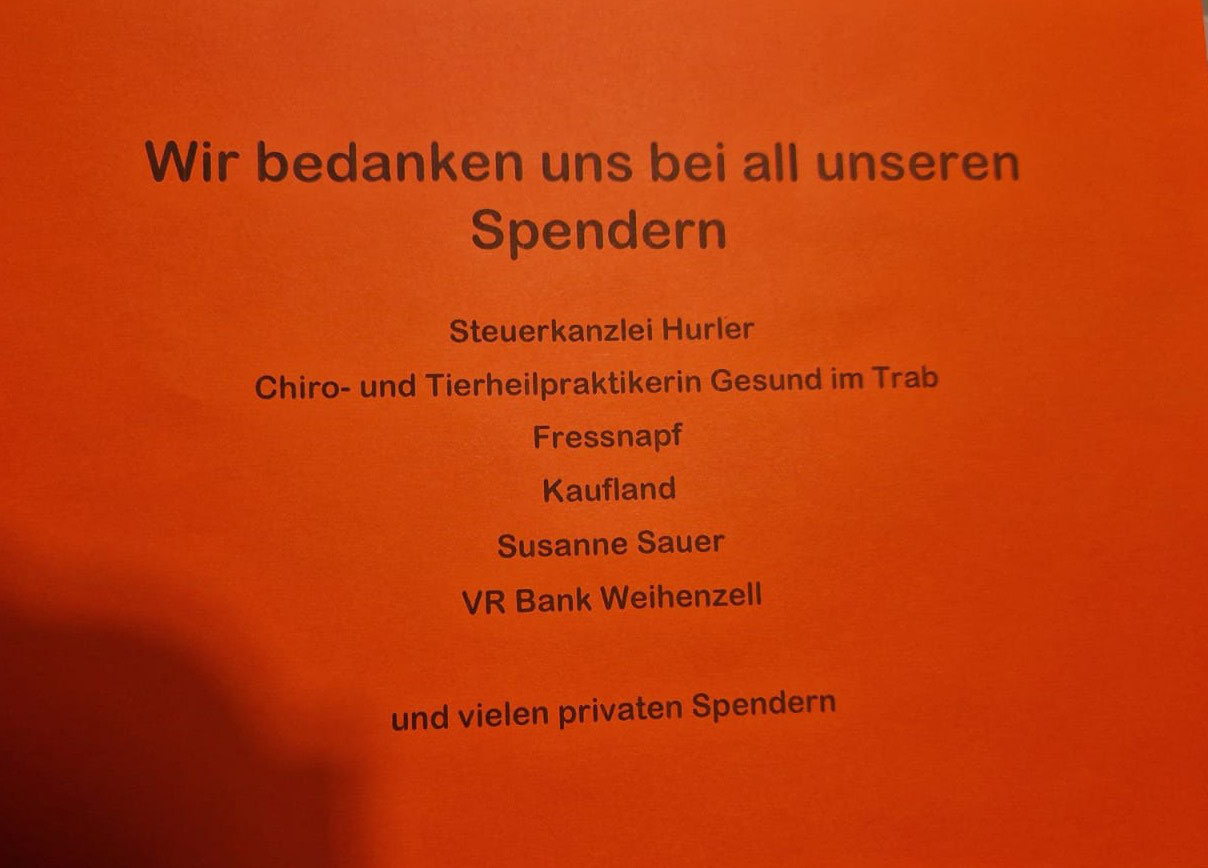 Wir bedanken uns bei all unseren
Spendern
Steuerkanzlei Hurler
Chiro- und Tierheilpraktikerin Gesund im Trab
Fressnapf
Kaufland
Susanne Sauer
VR Bank Weihenzell
und vielen privaten Spendern